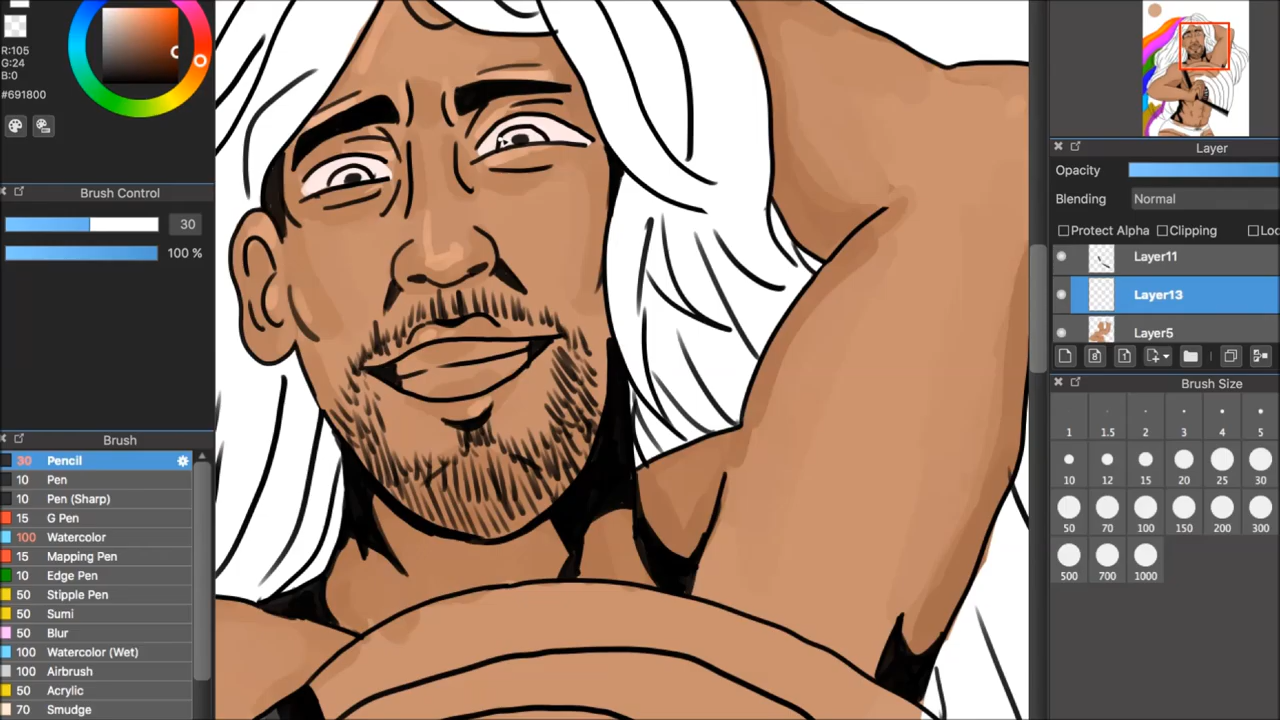 R:105
G:24
B:0
#691800
Brush Control
30
100 %
Brush
30 Pencil
10 Pen
10 Pen (Sharp)
15 G Pen
100 Watercolor
15 Mapping Pen
10 Edge Pen
50 Stipple Pen
50 Sumi
50 Blur
100 Watercolor (Wet)
100 Airbrush
50 Acrylic
70 Smudge
Layer
Opacity
Blending Normal
Protect Alpha Clipping Loc
Layer11
Layer13
Layer5
Brush Size
1 1.5 2 3 4 5
10 12 15 20 25 30
50 70 100 150 200 300
500 700 1000